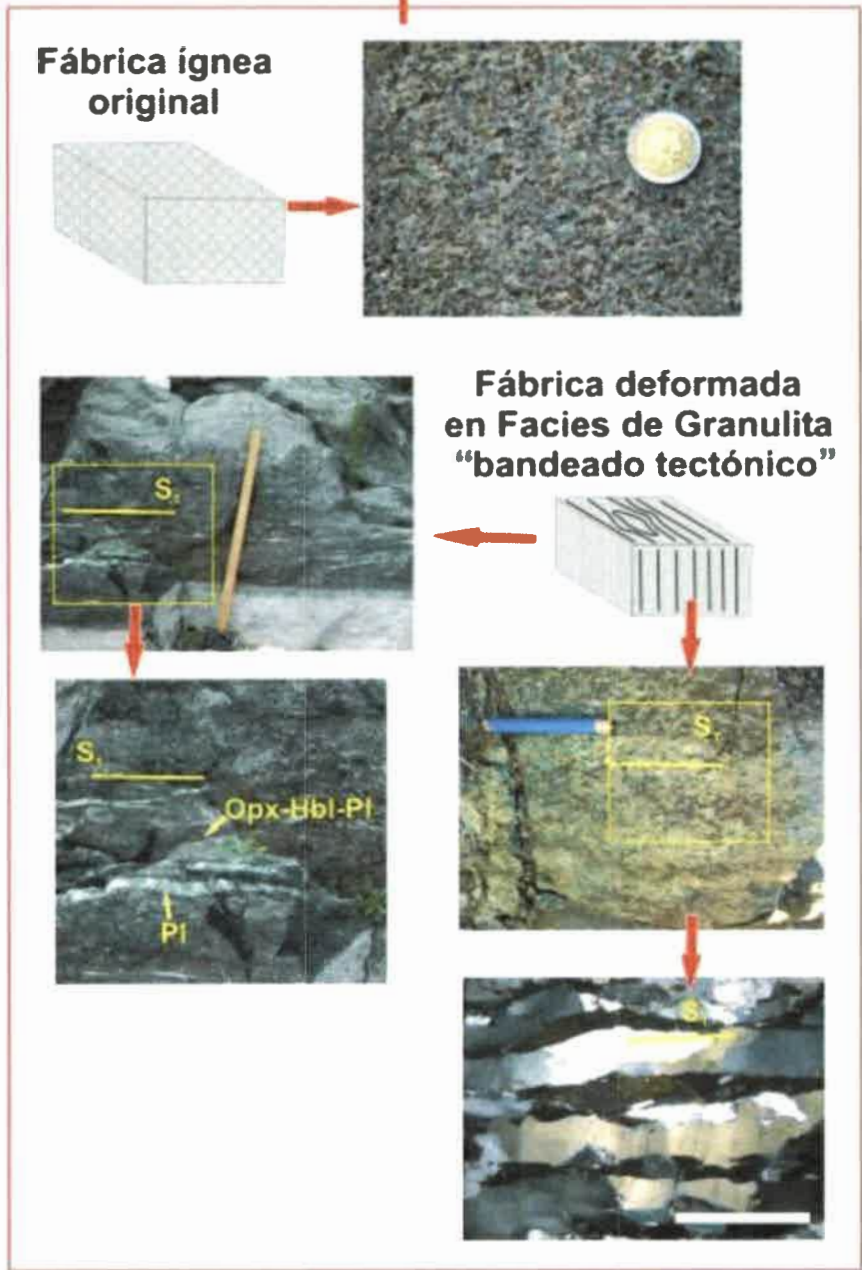 Fábrica ígnea
original
Fábrica deformada
en Facies de Granulita
“bandeado tectónico”
S₁
S₁
Opx-Hbl-Pl
Pl
S₁
S₁